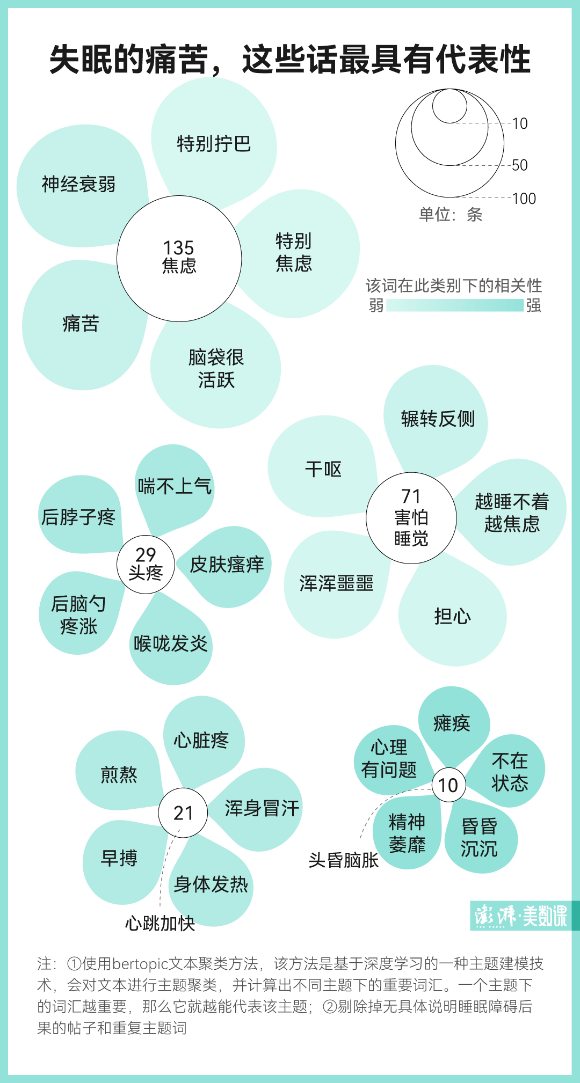 失眠的痛苦，这些话最具有代表性
10
50
100
单位：条
该词在此类别下的相关性
弱
强
135
焦虑
特别拧巴
神经衰弱
特别
焦虑
痛苦
脑袋很
活跃
71
害怕
睡觉
辗转反侧
干呕
越睡不着
越焦虑
浑浑噩噩
担心
29
头疼
喘不上气
后脖子疼
皮肤瘙痒
后脑勺
疼涨
喉咙发炎
21
心跳加快
心脏疼
煎熬
浑身冒汗
早搏
身体发热
10
头昏脑胀
瘫痪
心理
有问题
不在
状态
精神
萎靡
昏昏
沉沉
澎湃·美数课
注：①使用bertopic文本聚类方法，该方法是基于深度学习的一种主题建模技
术，会对文本进行主题聚类，并计算出不同主题下的重要词汇。一个主题下
的词汇越重要，那么它就越能代表该主题；②剔除掉无具体说明睡眠障碍后
果的帖子和重复主题词